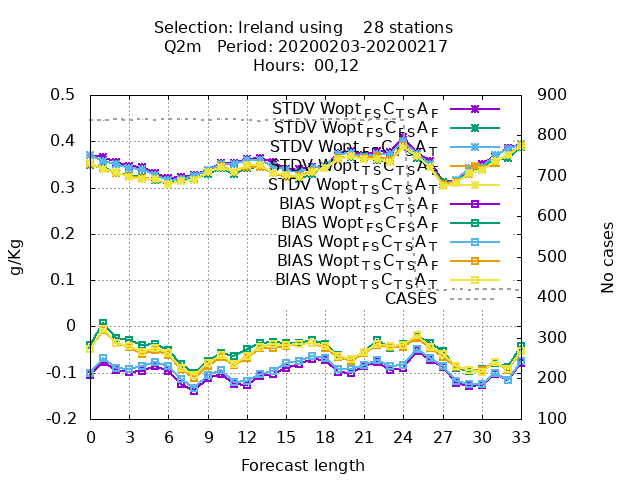 Selection: Ireland using    28 stations
Q2m   Period: 20200203-20200217
Hours:  00,12
0.5 STDV Wopt_FS C_TS A_F 900
STDV Wopt_FS C_FS A_F 800
0.4 STDV Wopt_FS C_TS A_T
STDV Wopt_TS C_TS A_F 700
0.3 STDV Wopt_TS C_TS A_T
BIAS Wopt_FS C_TS A_F 600
BIAS Wopt_FS C_FS A_F
0.2 BIAS Wopt_FS C_TS A_T 500
BIAS Wopt_TS C_TS A_F
0.1 BIAS Wopt_TS C_TS A_T
CASES 400
0 300
-0.1 200
-0.2 100
g/Kg
No cases
0 3 6 9 12 15 18 21 24 27 30 33
Forecast length